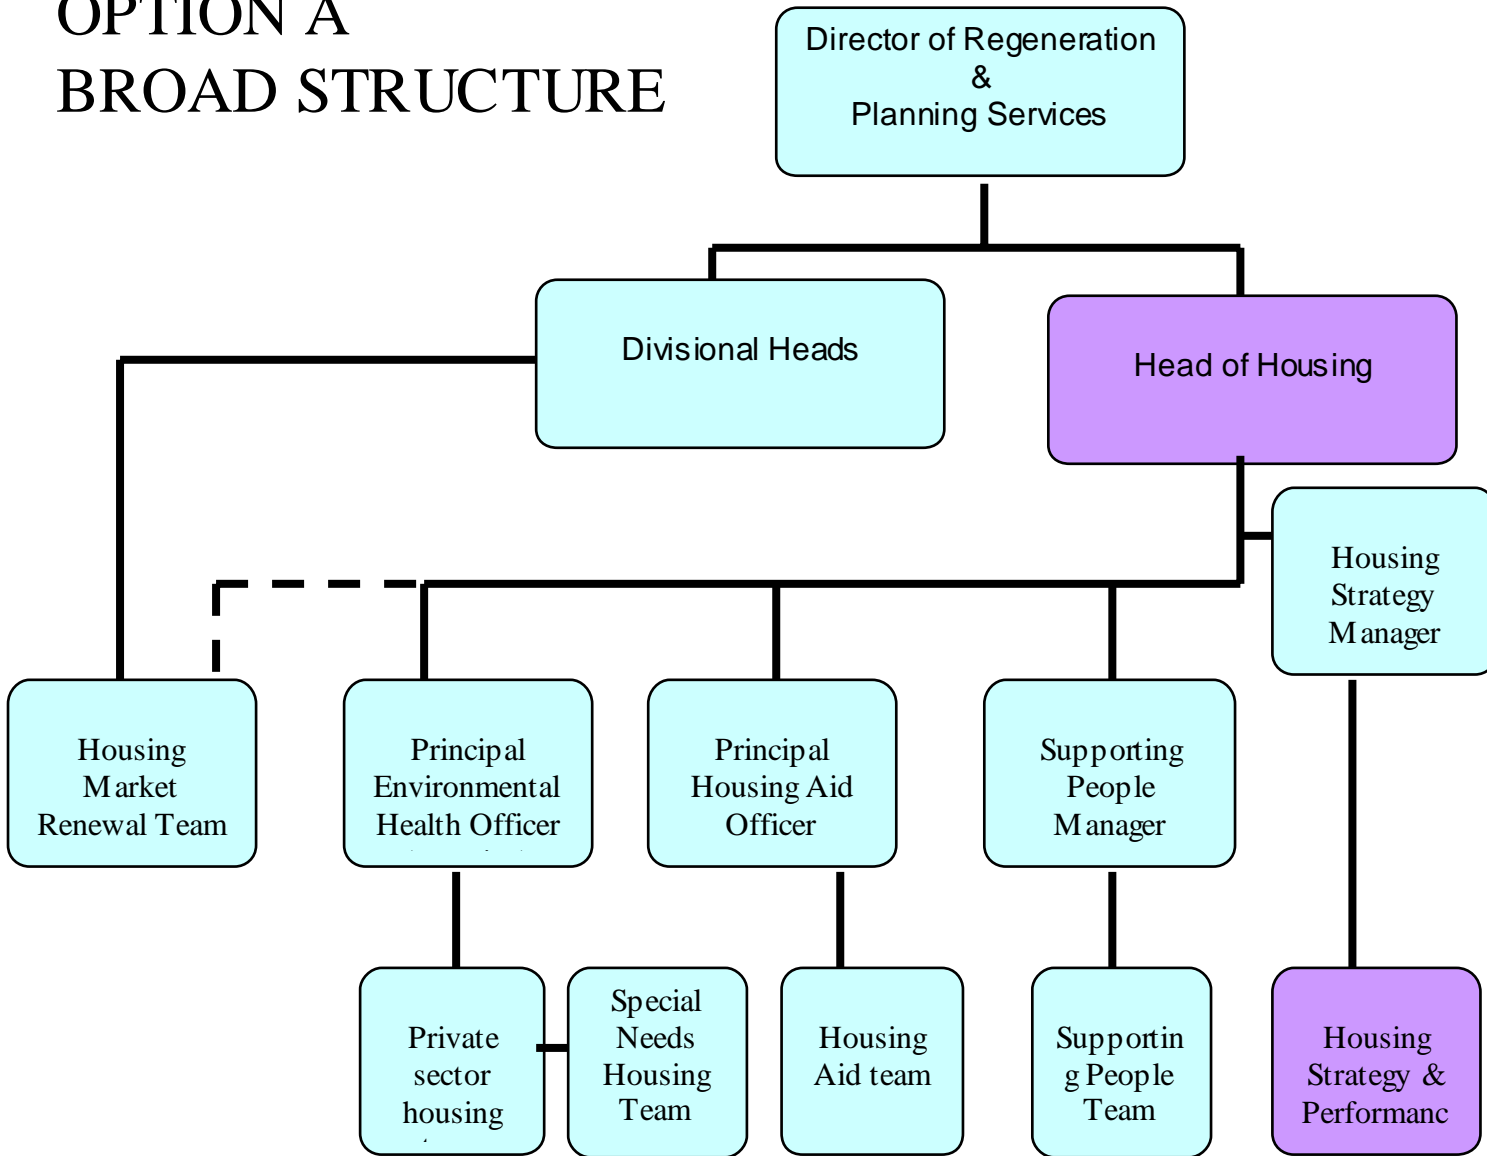 OPTION A
BROAD STRUCTURE
Director of Regeneration
&
Planning Services
Divisional Heads
Head of Housing
Housing
Strategy
Manager
Housing
Market
Renewal Team
Principal
Environmental
Health Officer
Principal
Housing Aid
Officer
Supporting
People
Manager
Private
sector
housing
Special
Needs
Housing
Team
Housing
Aid team
Supportin
g People
Team
Housing
Strategy &
Performanc